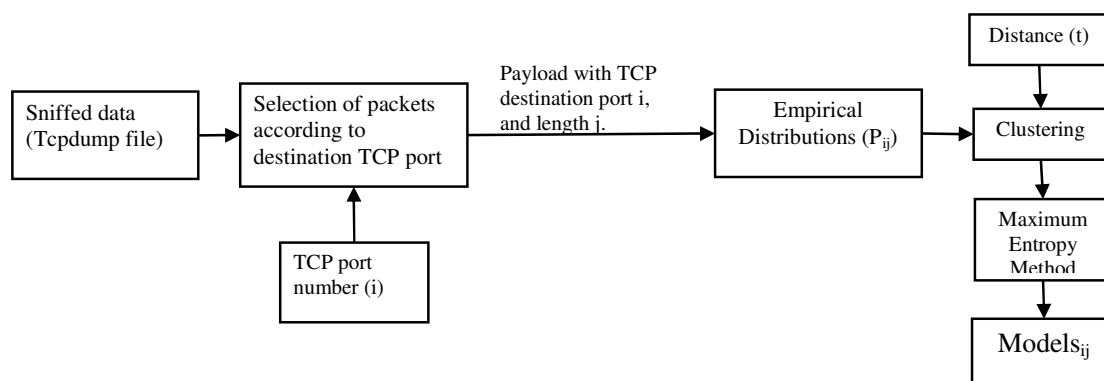 Distance (t)
Sniffed data
(Tcpdump file)
Selection of packets
according to
destination TCP port
Payload with TCP
destination port i,
and length j.
Empirical
Distributions (Pij)
Clustering
TCP port
number (i)
Maximum
Entropy
Method
Modelsij